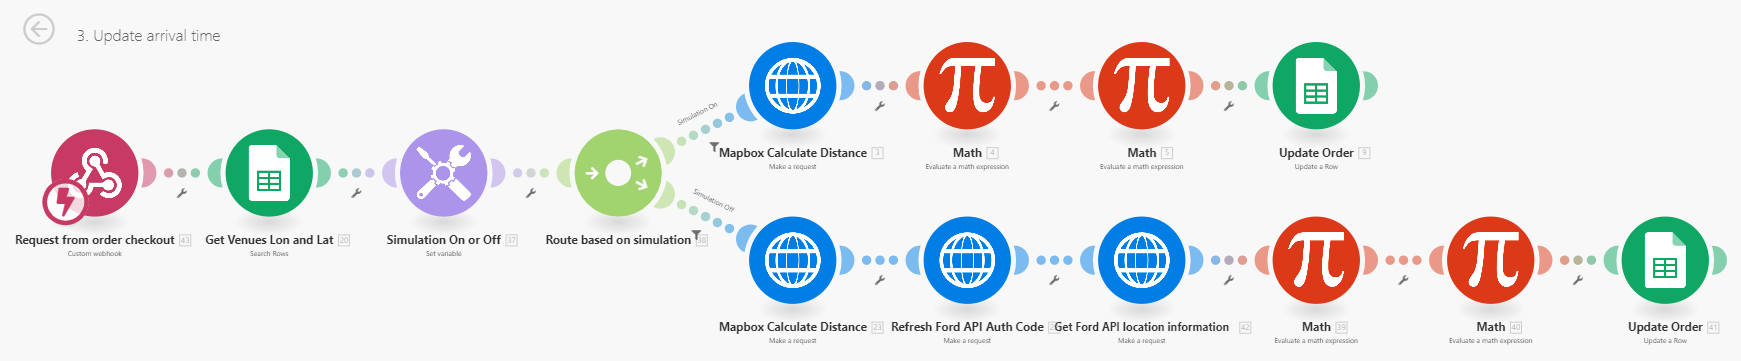 3. Update arrival time
Simulation On
Mapbox Calculate Distance 3
Make a request
Math 4
Evaluate a math expression
Math 5
Evaluate a math expression
Update Order 9
Update a Row
Request from order checkout 43
Custom webhook
Get Venues Lon and Lat 20
Search Rows
Simulation On or Off 37
Set variable
Route based on simulation 38
Simulation Off
Mapbox Calculate Distance 23
Make a request
Refresh Ford API Auth Code
Make a request
Get Ford API location information 42
Make a request
Math 39
Evaluate a math expression
Math 40
Evaluate a math expression
Update Order 41
Update a Row